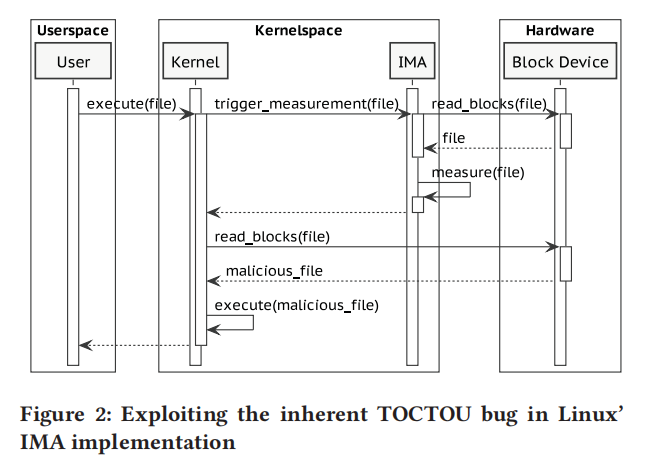 Userspace
Kernelspace
Hardware
User
Kernel
IMA
Block Device
execute(file)
trigger_measurement(file)
read_blocks(file)
file
measure(file)
read_blocks(file)
malicious_file
execute(malicious_file)
Figure 2: Exploiting the inherent TOCTOU bug in Linux’
IMA implementation